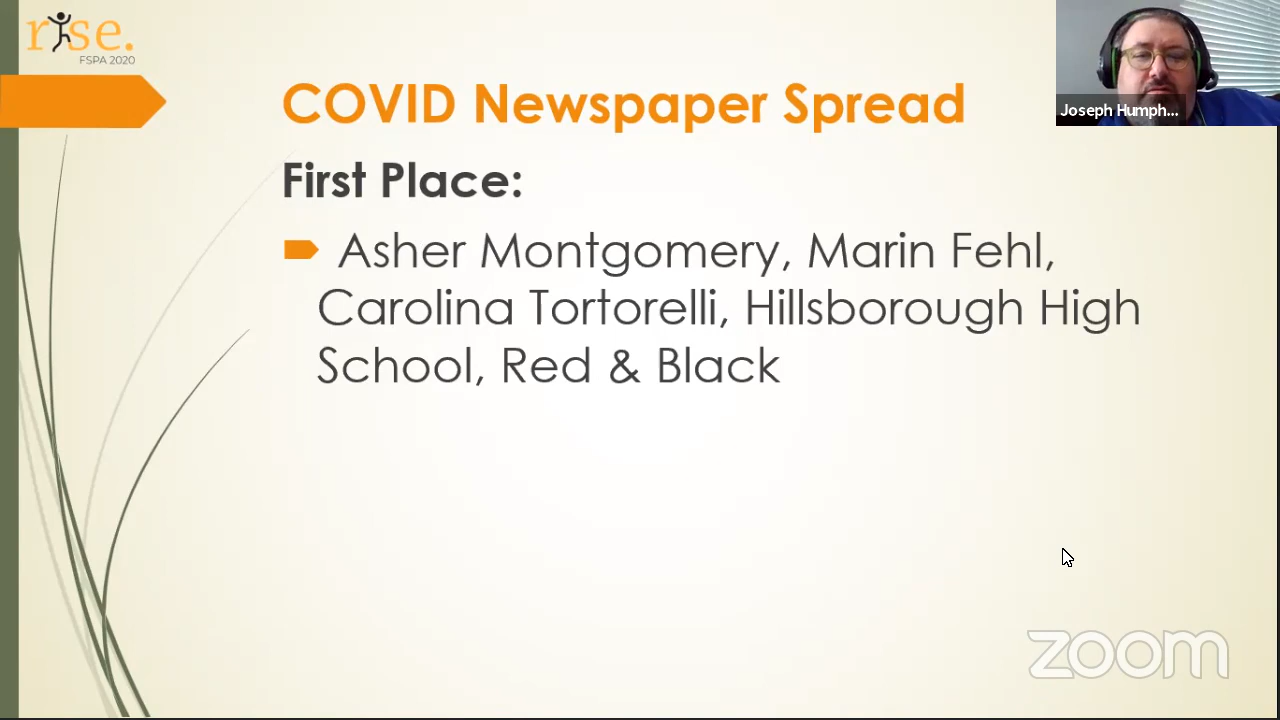 rise.
FSPA 2020
Joseph Humph...
COVID Newspaper Spread
First Place:
Asher Montgomery, Marin Fehl,
Carolina Tortorelli, Hillsborough High
School, Red & Black
zoom